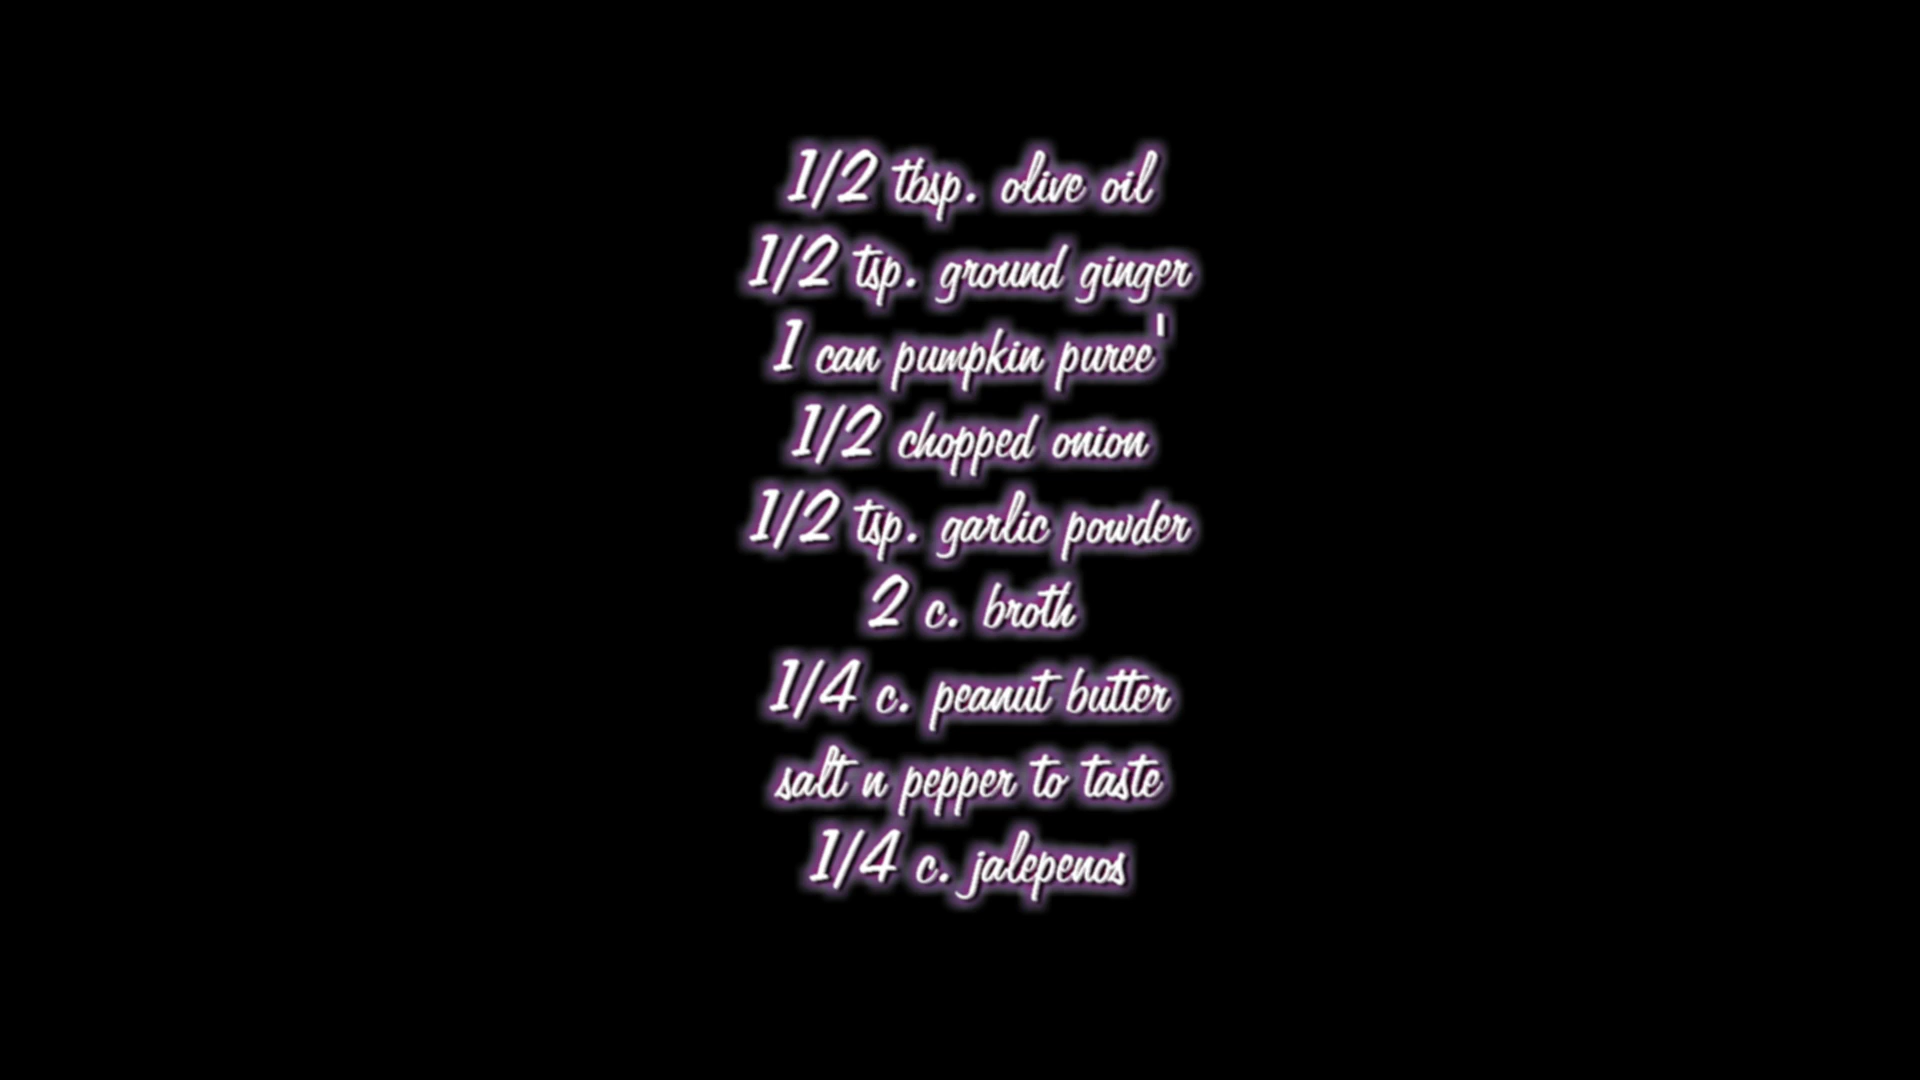 1/2 tbsp. olive oil
1/2 tsp. ground ginger
1 can pumpkin puree'
1/2 chopped onion
1/2 tsp. garlic powder
2 c. broth
1/4 c. peanut butter
salt n pepper to taste
1/4 c. jalepenos